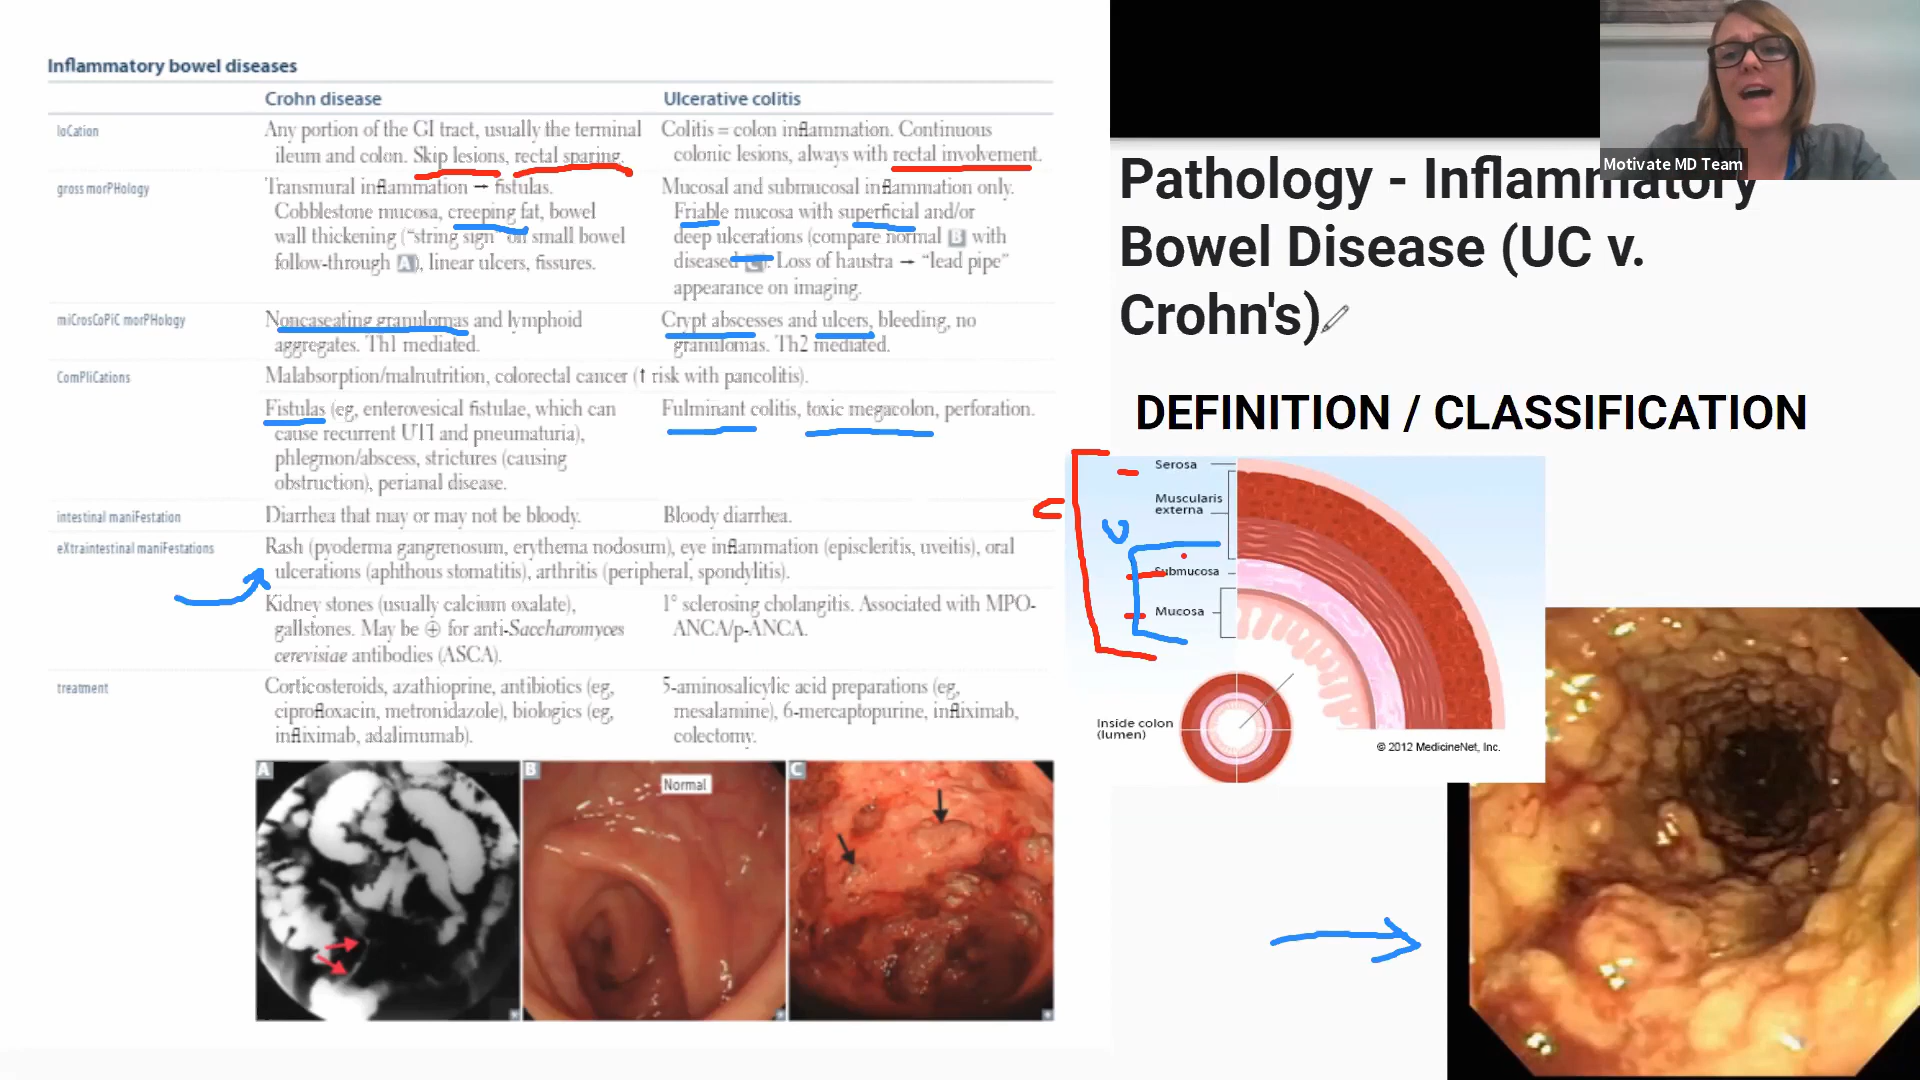 Inflammatory bowel diseases
Crohn disease
Ulcerative colitis
loCation
Any portion of the GI tract, usually the terminal
ileum and colon. Skip lesions, rectal sparing.
Colitis = colon inflammation. Continuous
colonic lesions, always with rectal involvement.
gross morPHology
Transmural inflammation → fistulas.
Cobblestone mucosa, creeping fat, bowel
wall thickening (“string sign” on small bowel
follow-through A), linear ulcers, fissures.
Mucosal and submucosal inflammation only.
Friable mucosa with superficial and/or
deep ulcerations (compare normal B with
diseased C). Loss of haustra → “lead pipe”
appearance on imaging.
miCrosCoPiC morPHology
Noncaseating granulomas and lymphoid
aggregates. Th1 mediated.
Crypt abscesses and ulcers, bleeding, no
granulomas. Th2 mediated.
ComPliCations
Malabsorption/malnutrition, colorectal cancer (↑ risk with pancolitis).
Fistulas (eg, enterovesical fistulae, which can
cause recurrent UTI and pneumaturia),
phlegmon/abscess, strictures (causing
obstruction), perianal disease.
Fulminant colitis, toxic megacolon, perforation.
intestinal maniFestation
Diarrhea that may or may not be bloody.
Bloody diarrhea.
eXtraintestinal maniFestations
Rash (pyoderma gangrenosum, erythema nodosum), eye inflammation (episcleritis, uveitis), oral
ulcerations (aphthous stomatitis), arthritis (peripheral, spondylitis).
Kidney stones (usually calcium oxalate),
gallstones. May be ⊕ for anti-Saccharomyces
cerevisiae antibodies (ASCA).
1° sclerosing cholangitis. Associated with MPO-
ANCA/p-ANCA.
treatment
Corticosteroids, azathioprine, antibiotics (eg,
ciprofloxacin, metronidazole), biologics (eg,
infliximab, adalimumab).
5-aminosalicylic acid preparations (eg,
mesalamine), 6-mercaptopurine, infliximab,
colectomy.
A
B
Normal
C
Motivate MD Team
Pathology - Inflammatory
Bowel Disease (UC v.
Crohn's)
DEFINITION / CLASSIFICATION
Serosa
Muscularis
externa
C
U
Submucosa
Mucosa
Inside colon
(lumen)
© 2012 MedicineNet, Inc.